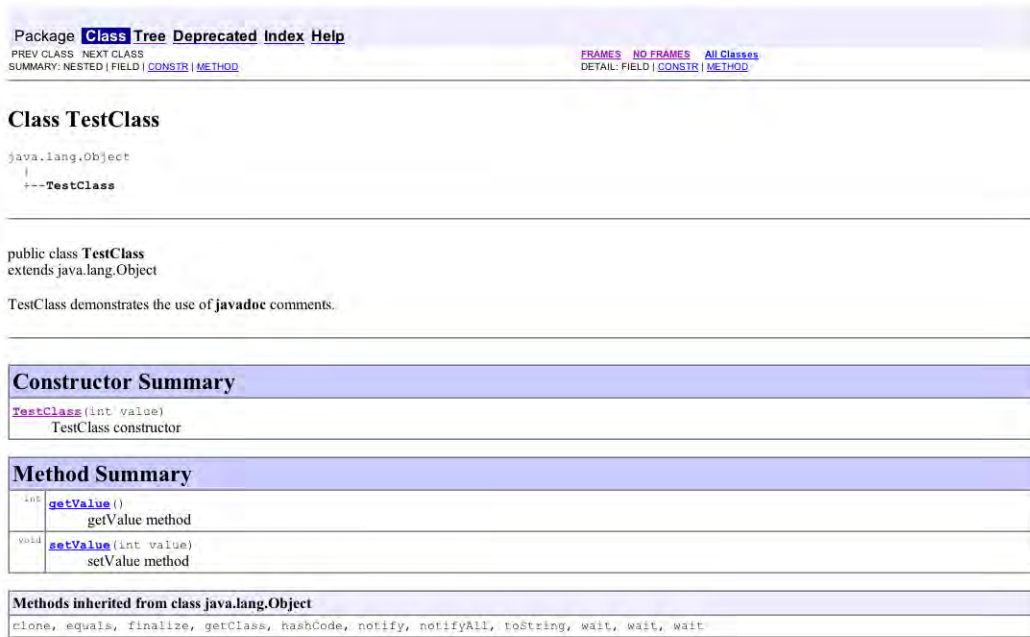 Package Class Tree Deprecated Index Help
PREV CLASS NEXT CLASS
FRAMES NO FRAMES All Classes
SUMMARY: NESTED | FIELD | CONSTR | METHOD
DETAIL: FIELD | CONSTR | METHOD
Class TestClass
java.lang.Object
|
+--TestClass
public class TestClass
extends java.lang.Object
TestClass demonstrates the use of javadoc comments.
Constructor Summary
TestClass(int value)
TestClass constructor
Method Summary
int getValue()
getValue method
void setValue(int value)
setValue method
Methods inherited from class java.lang.Object
clone, equals, finalize, getClass, hashCode, notify, notifyAll, toString, wait, wait, wait